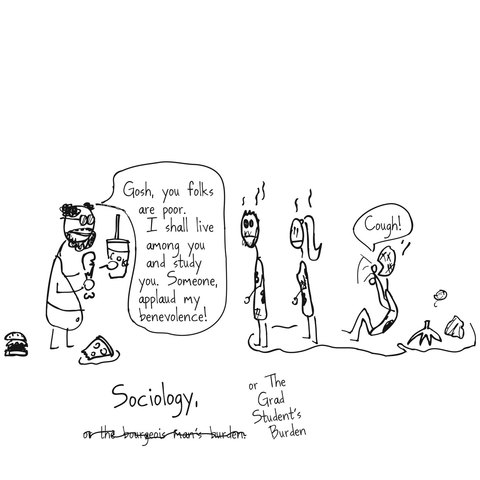 Gosh, you folks
are poor.
I shall live
among you
and study
you. Someone,
applaud my
benevolence!
Cough!
Sociology,
or the bourgeois man's burden.
or The
Grad
Student's
Burden